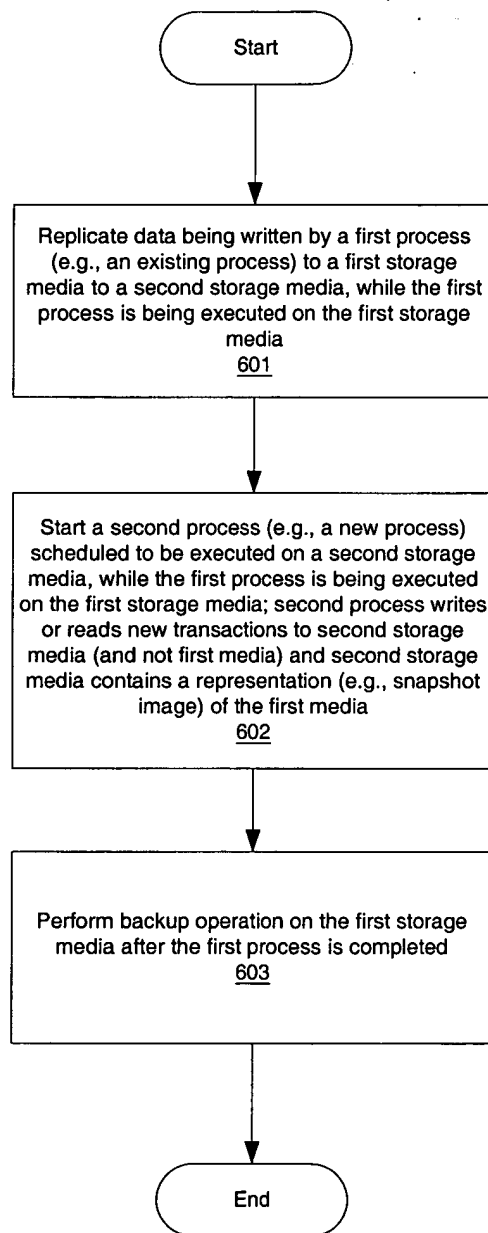 Start
Replicate data being written by a first process
(e.g., an existing process) to a first storage
media to a second storage media, while the first
process is being executed on the first storage
media
601
Start a second process (e.g., a new process)
scheduled to be executed on a second storage
media, while the first process is being executed
on the first storage media; second process writes
or reads new transactions to second storage
media (and not first media) and second storage
media contains a representation (e.g., snapshot
image) of the first media
602
Perform backup operation on the first storage
media after the first process is completed
603
End